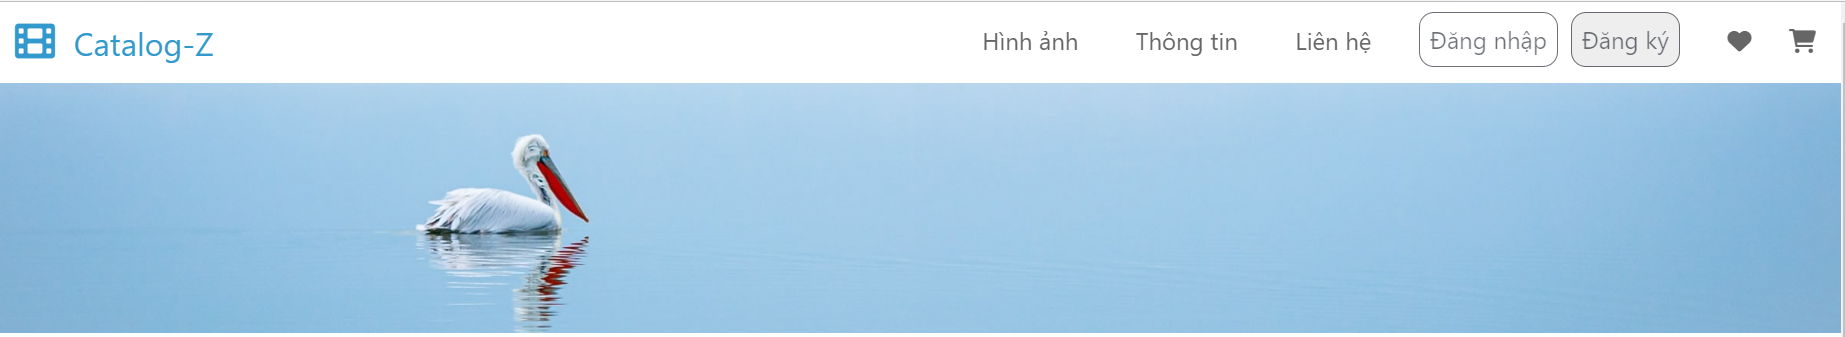 Catalog-Z Hình ảnh Thông tin Liên hệ Đăng nhập Đăng ký